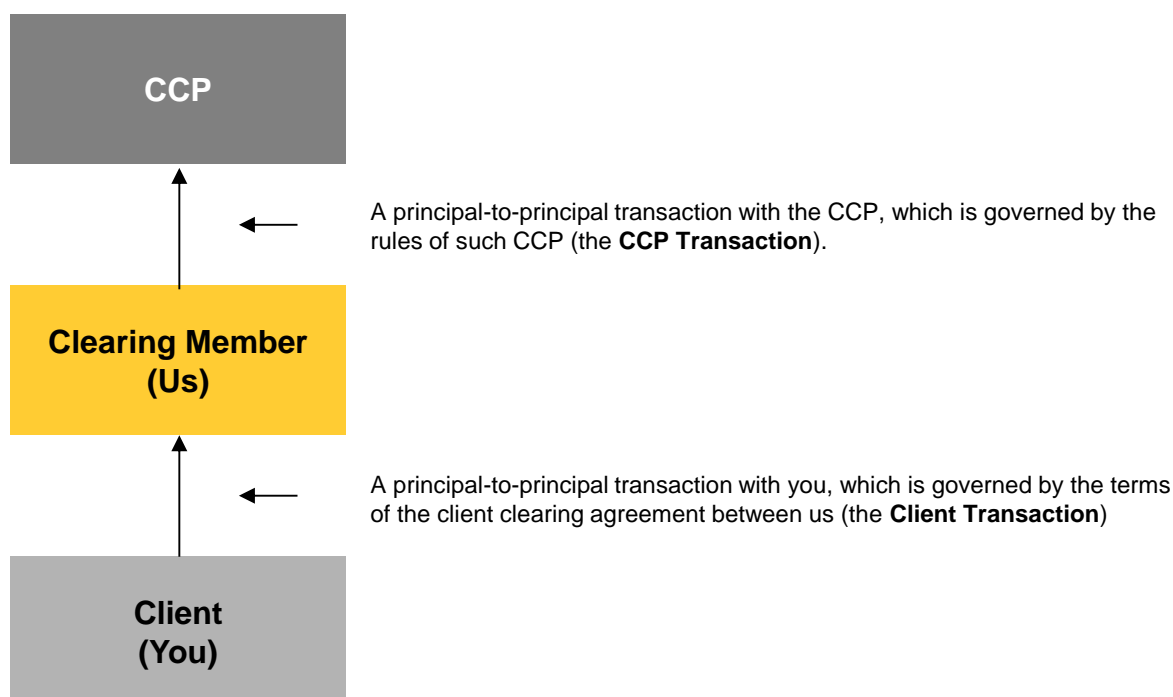 CCP
A principal-to-principal transaction with the CCP, which is governed by the
rules of such CCP (the CCP Transaction).
Clearing Member
(Us)
A principal-to-principal transaction with you, which is governed by the terms
of the client clearing agreement between us (the Client Transaction)
Client
(You)